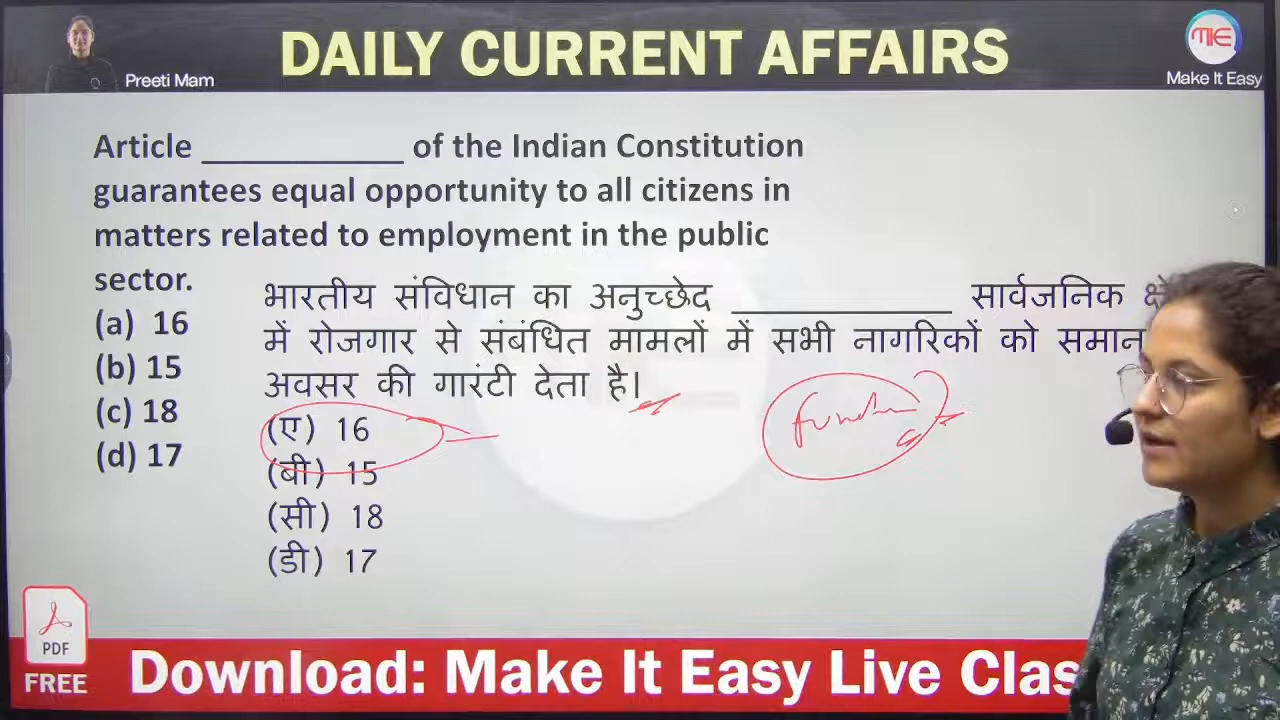 DAILY CURRENT AFFAIRS
Preeti Mam
MIE
Make It Easy
Article ____________ of the Indian Constitution
guarantees equal opportunity to all citizens in
matters related to employment in the public
sector.
(a) 16
(b) 15
(c) 18
(d) 17
भारतीय संविधान का अनुच्छेद ____________ सार्वजनिक
में रोजगार से संबंधित मामलों में सभी नागरिकों को समान
अवसर की गारंटी देता है।
(ए) 16
(बी) 15
(सी) 18
(डी) 17
PDF
FREE
Download: Make It Easy Live Clas